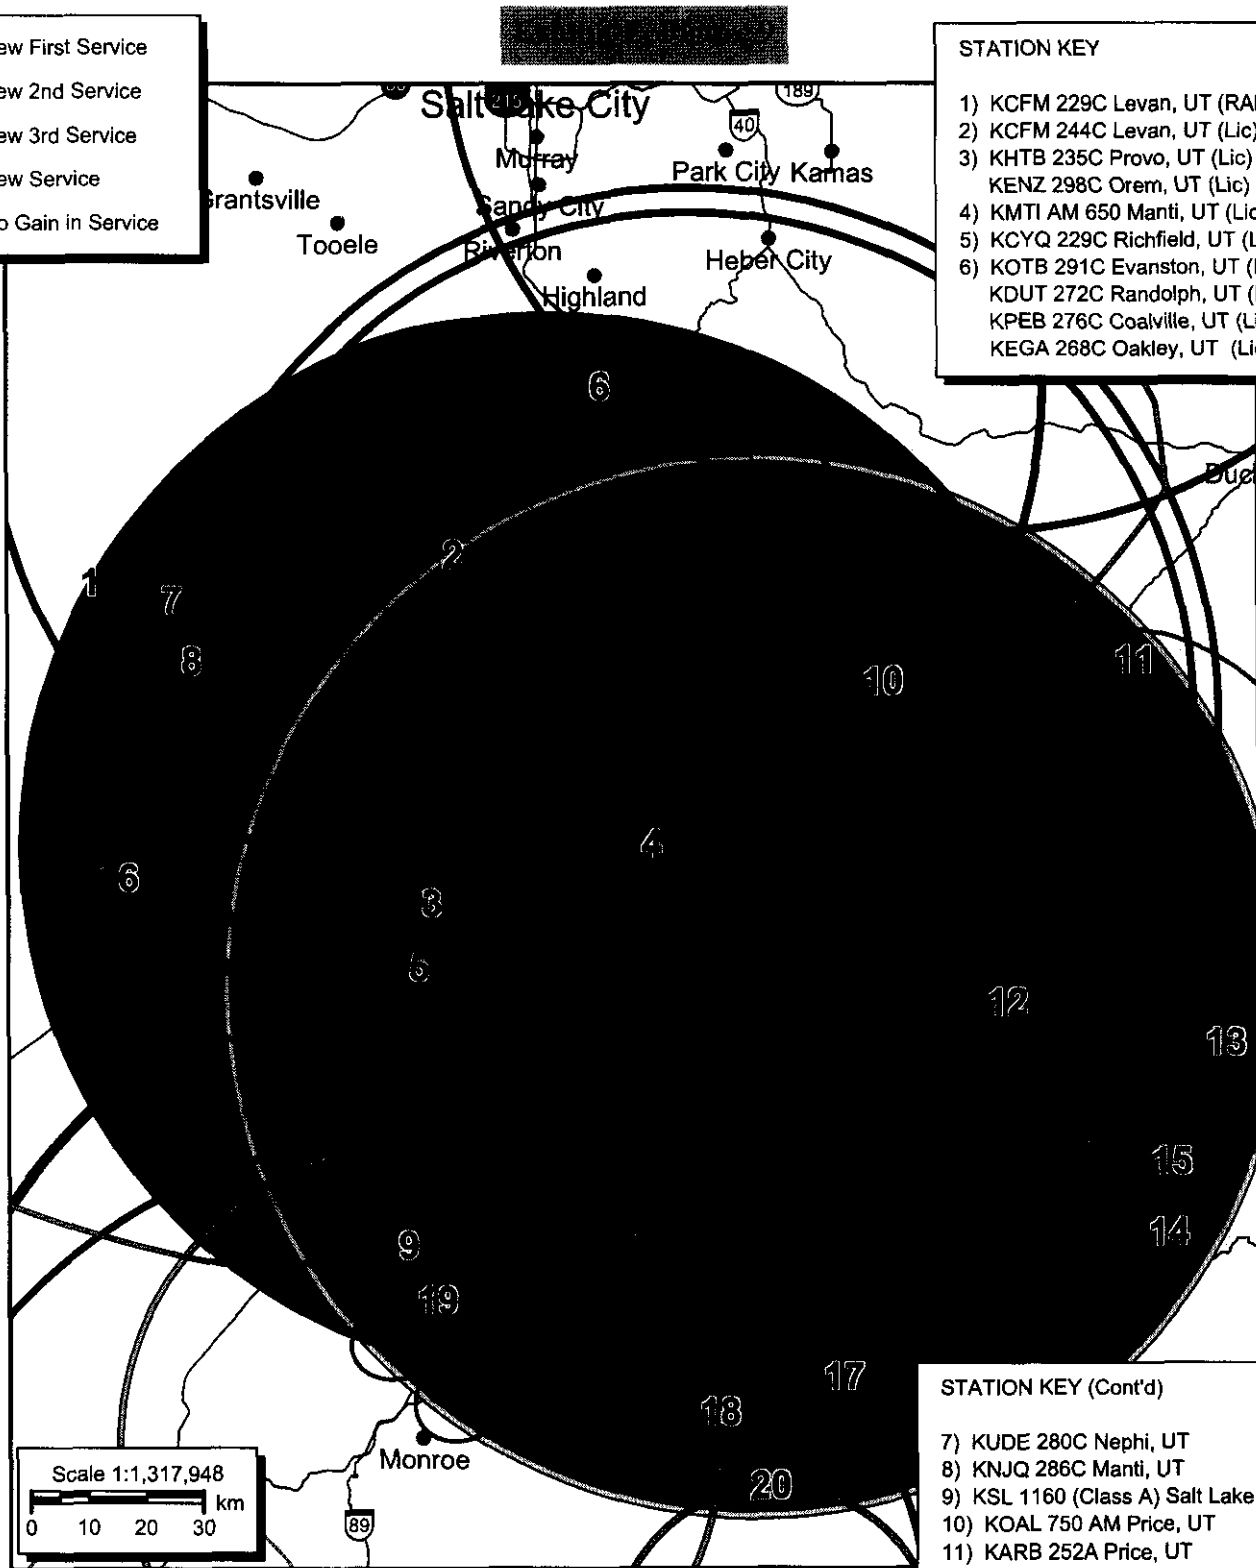 ew First Service
ew 2nd Service
ew 3rd Service
ew Service
o Gain in Service
STATION KEY
1) KCFM 229C Levan, UT (RA
2) KCFM 244C Levan, UT (Lic)
3) KHTB 235C Provo, UT (Lic)
KENZ 298C Orem, UT (Lic)
4) KMTI AM 650 Manti, UT (Lic
5) KCYQ 229C Richfield, UT (L
6) KOTB 291C Evanston, UT (
KDUT 272C Randolph, UT (
KPEB 276C Coalville, UT (Li
KEGA 268C Oakley, UT (Li
Salt Lake City
215
189
40
Murray
Park City
Kamas
Grantsville
Sandy City
Tooele
Riverton
Heber City
Highland
Duc
6
2
1
7
8
10
11
4
6
3
5
12
13
15
14
9
19
17
18
20
Monroe
89
Scale 1:1,317,948
km
0 10 20 30
STATION KEY (Cont'd)
7) KUDE 280C Nephi, UT
8) KNJQ 286C Manti, UT
9) KSL 1160 (Class A) Salt Lake
10) KOAL 750 AM Price, UT
11) KARB 252A Price, UT